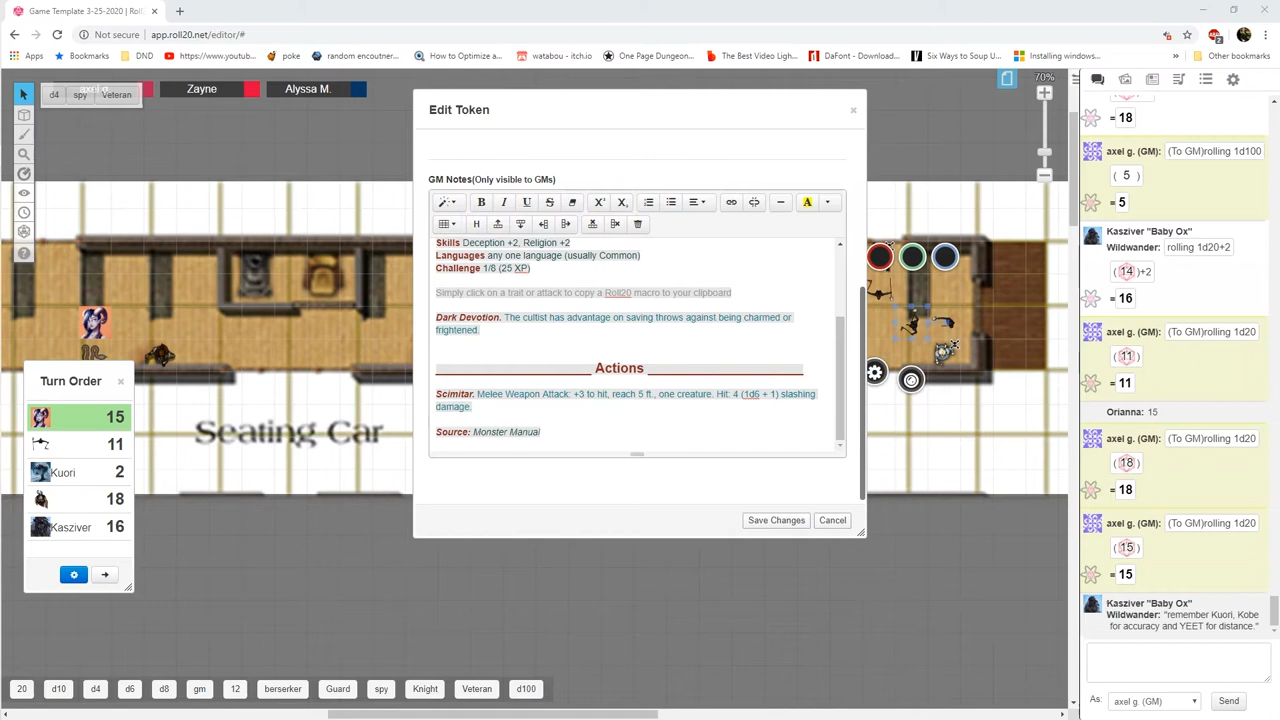 Game Template 3-25-2020 | Roll2
Not secure | app.roll20.net/editor/#
Apps Bookmarks DND https://www.youtube... poke random encoutner... How to Optimize a... watabou - itch.io One Page Dungeon... The Best Video Ligh... DaFont - Download... Six Ways to Soup U... Installing windows... » Other bookmarks
d4 spy Veteran
Zayne
Alyssa M.
70%
Edit Token
GM Notes(Only visible to GMs)
Skills Deception +2, Religion +2
Languages any one language (usually Common)
Challenge 1/8 (25 XP)
Simply click on a trait or attack to copy a Roll20 macro to your clipboard
Dark Devotion. The cultist has advantage on saving throws against being charmed or
frightened.
Actions
Scimitar. Melee Weapon Attack: +3 to hit, reach 5 ft., one creature. Hit: 4 (1d6 + 1) slashing
damage.
Source: Monster Manual
Save Changes Cancel
Turn Order
15
11
Kuori 2
18
Kasziver 16
Seating Car
20 d10 d4 d6 d8 gm 12 berserker Guard spy Knight Veteran d100
= 18
axel g. (GM): (To GM)rolling 1d100
( 5 )
= 5
Kasziver "Baby Ox"
Wildwander: rolling 1d20+2
(14)+2
= 16
axel g. (GM): (To GM)rolling 1d20
(11)
= 11
Orianna: 15
axel g. (GM): (To GM)rolling 1d20
(18)
= 18
axel g. (GM): (To GM)rolling 1d20
(15)
= 15
Kasziver "Baby Ox"
Wildwander: "remember Kuori, Kobe
for accuracy and YEET for distance."
As: axel g. (GM) Send